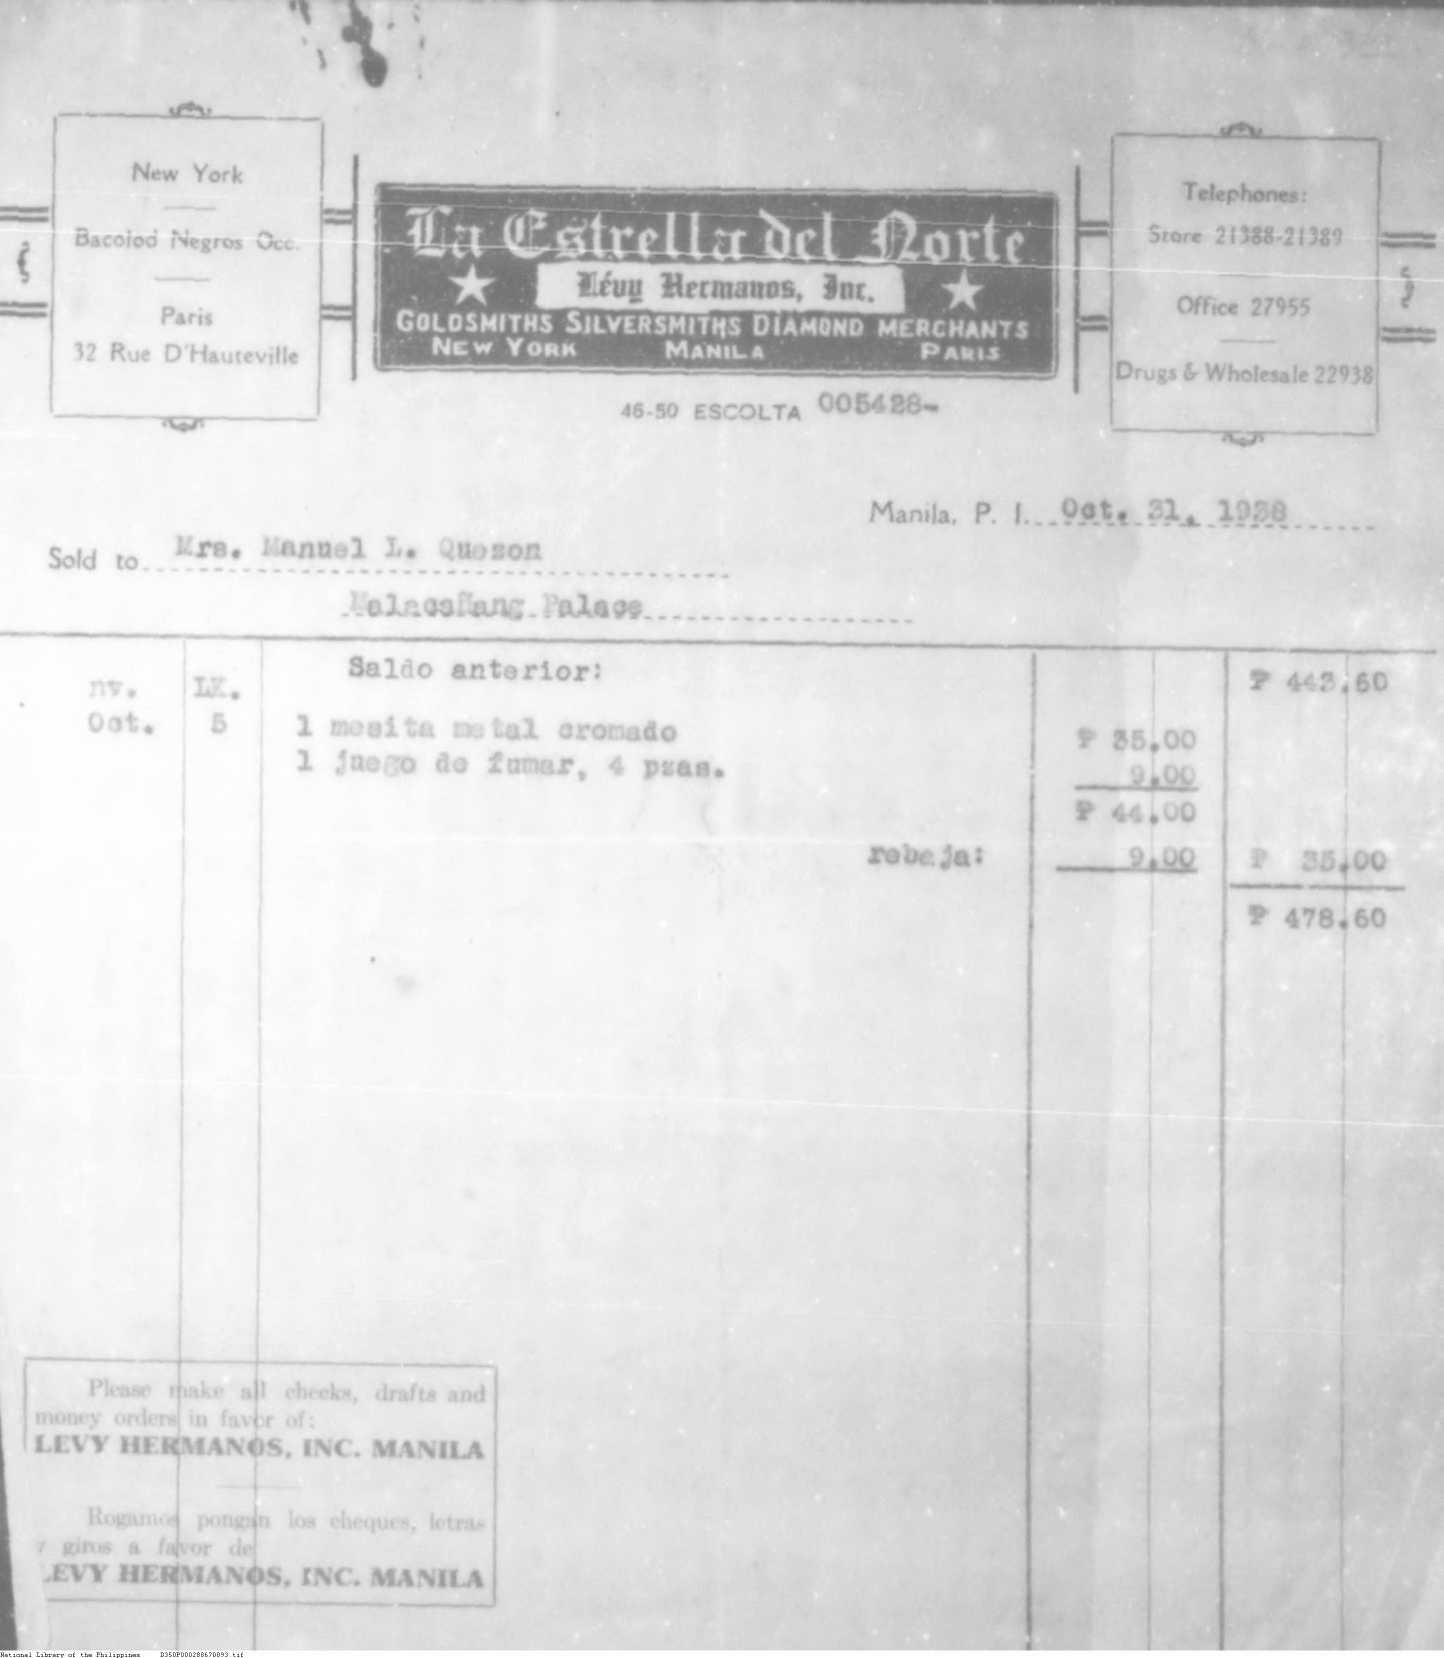 New York
Bacolod Negros Occ.
Paris
32 Rue D'Hauteville
La Estrella del Norte
Lévy Hermanos, Inc.
GOLDSMITHS SILVERSMITHS DIAMOND MERCHANTS
NEW YORK MANILA PARIS
46-50 ESCOLTA 005428-
Telephones:
Store 21388-21389
Office 27955
Drugs & Wholesale 22938
Manila, P. I. Oct. 31, 1938
Sold to Mrs. Manuel L. Quezon
Malacañang Palace
Saldo anterior: ₱ 443.60
nv. LK.
Oct. 5 1 mesita metal cromado ₱ 35.00
1 juego de fumar, 4 pzas. 9.00
₱ 44.00
rebaja: 9.00 ₱ 35.00
₱ 478.60
Please make all checks, drafts and
money orders in favor of:
LEVY HERMANOS, INC. MANILA
Rogamos pongan los cheques, letras
y giros a favor de
LEVY HERMANOS, INC. MANILA
National Library of the Philippines D350P000288670893.tif